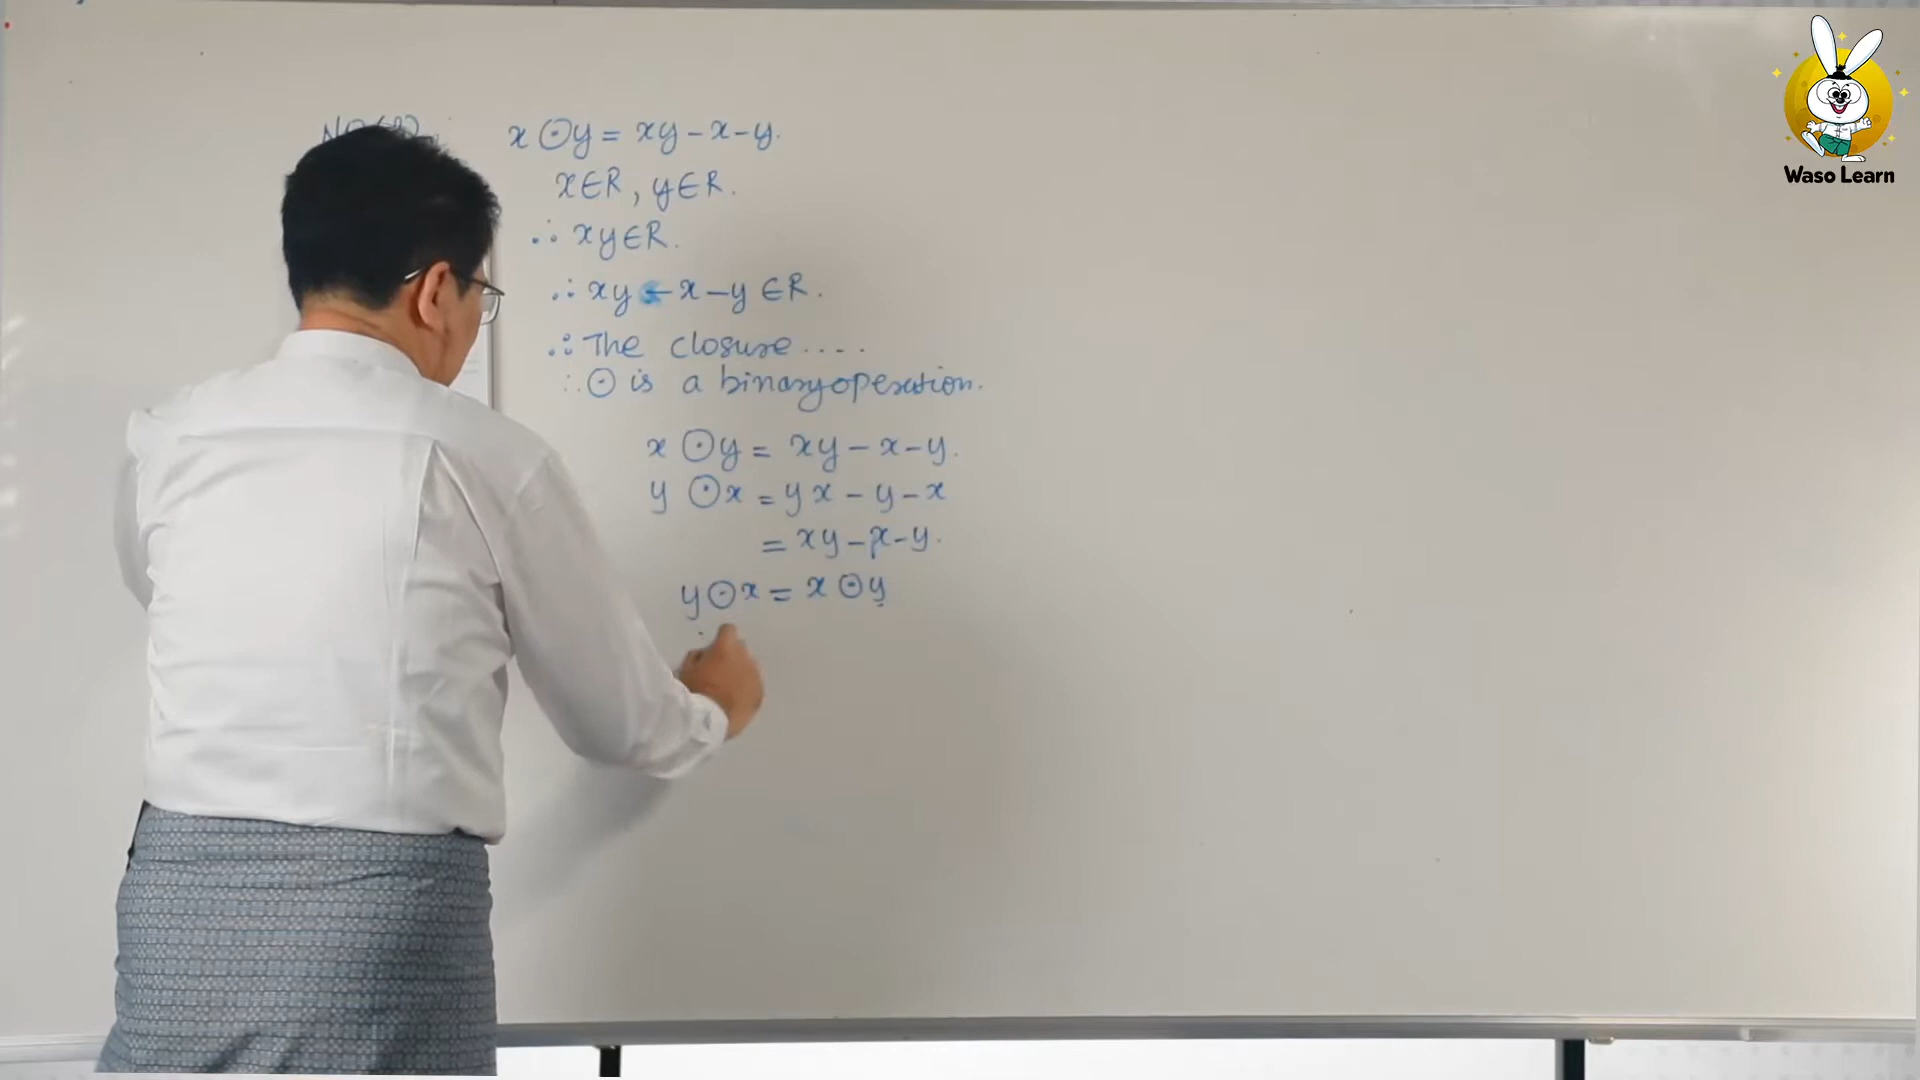 x ⊙ y = xy - x - y.
x ∈ R, y ∈ R.
∴ xy ∈ R.
∴ xy - x - y ∈ R.
∴ The closure ....
∴ ⊙ is a binary operation.
x ⊙ y = xy - x - y.
y ⊙ x = yx - y - x
= xy - x - y.
y ⊙ x = x ⊙ y
Waso Learn